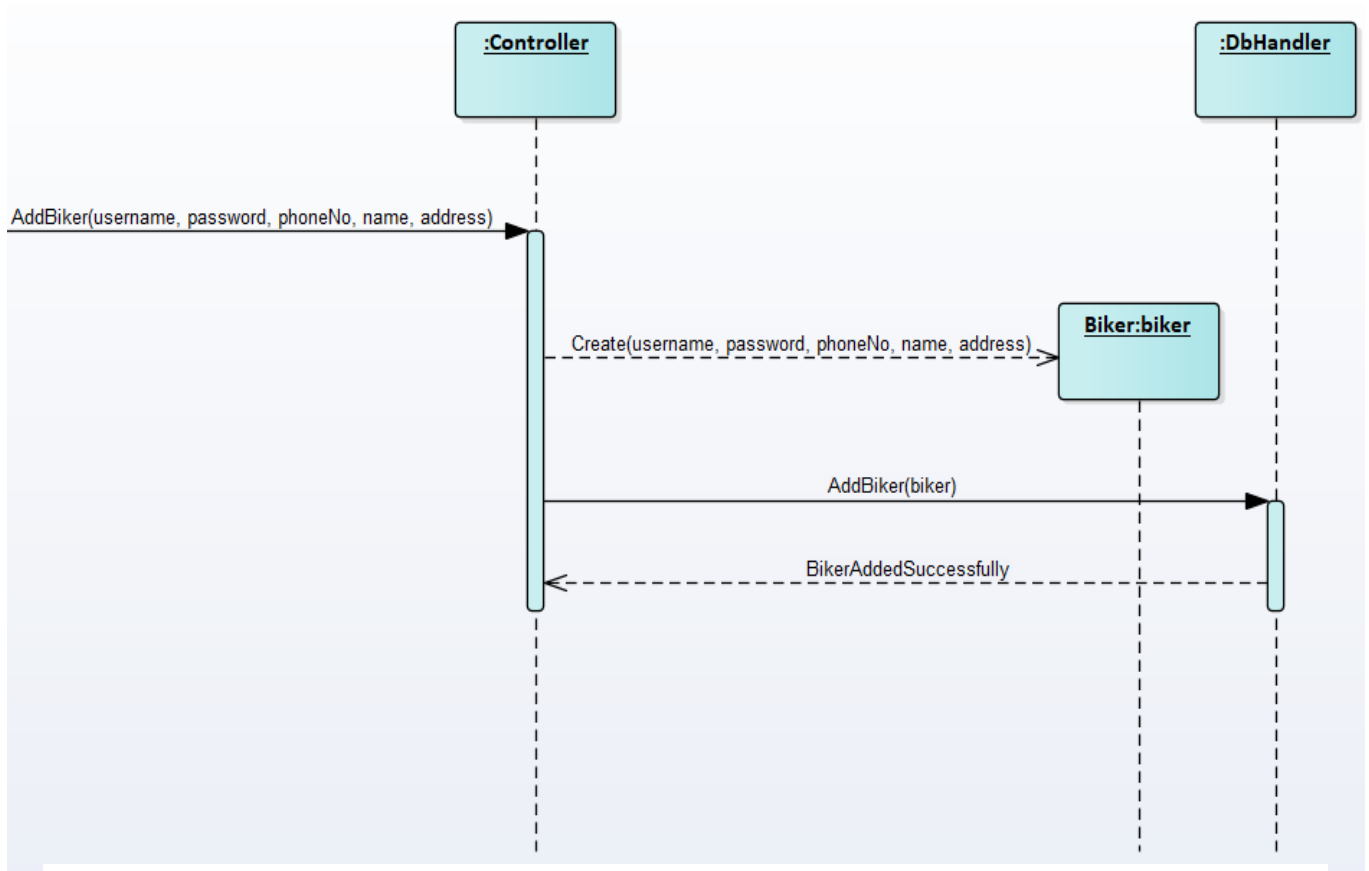 :Controller
:DbHandler
AddBiker(username, password, phoneNo, name, address)
Biker:biker
Create(username, password, phoneNo, name, address)
AddBiker(biker)
BikerAddedSuccessfully